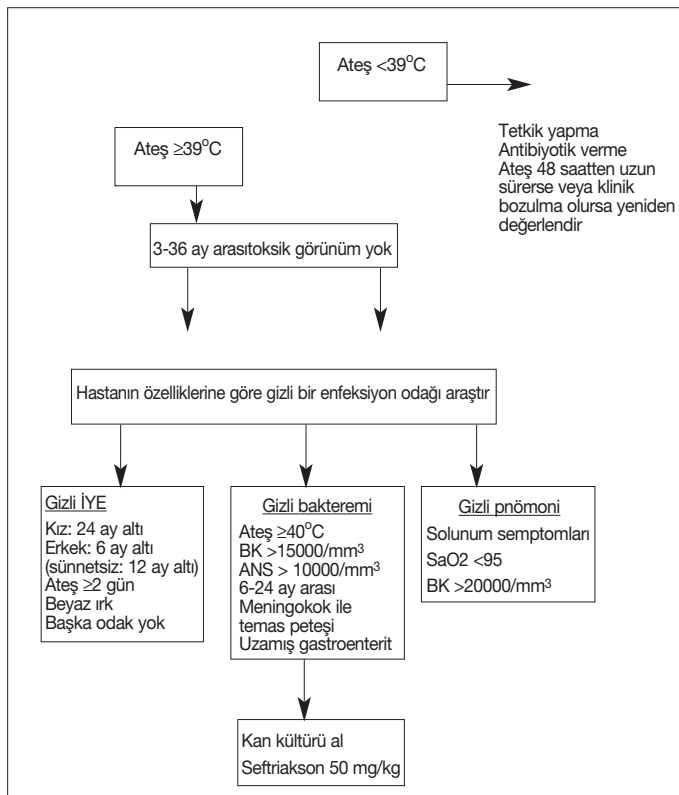 Ateş <39°C
Tetkik yapma
Antibiyotik verme
Ateş 48 saatten uzun
sürerse veya klinik
bozulma olursa yeniden
değerlendir
Ateş ≥39°C
3-36 ay arasıtoksik görünüm yok
Hastanın özelliklerine göre gizli bir enfeksiyon odağı araştır
Gizli İYE
Kız: 24 ay altı
Erkek: 6 ay altı
(sünnetsiz: 12 ay altı)
Ateş ≥2 gün
Beyaz ırk
Başka odak yok
Gizli bakteremi
Ateş ≥40°C
BK >15000/mm³
ANS > 10000/mm³
6-24 ay arası
Meningokok ile
temas peteşi
Uzamış gastroenterit
Gizli pnömoni
Solunum semptomları
SaO2 <95
BK >20000/mm³
Kan kültürü al
Seftriakson 50 mg/kg